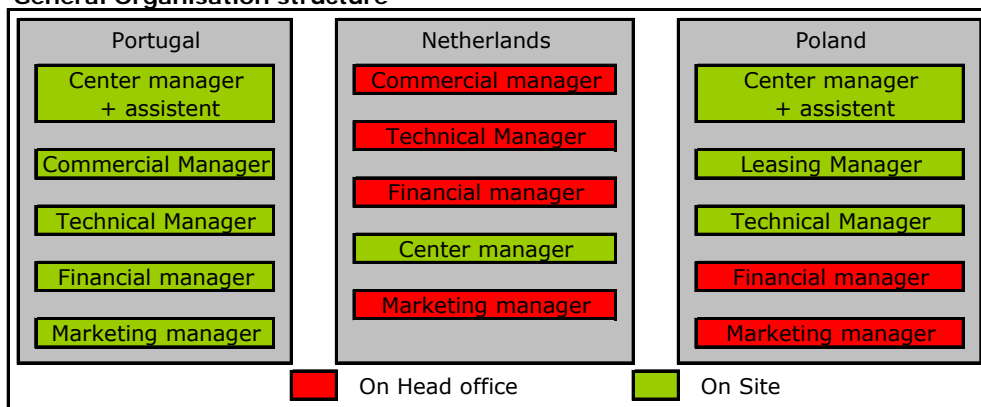 General Organisation structure
Portugal
Center manager
+ assistent
Commercial Manager
Technical Manager
Financial manager
Marketing manager
Netherlands
Commercial manager
Technical Manager
Financial manager
Center manager
Marketing manager
Poland
Center manager
+ assistent
Leasing Manager
Technical Manager
Financial manager
Marketing manager
On Head office
On Site